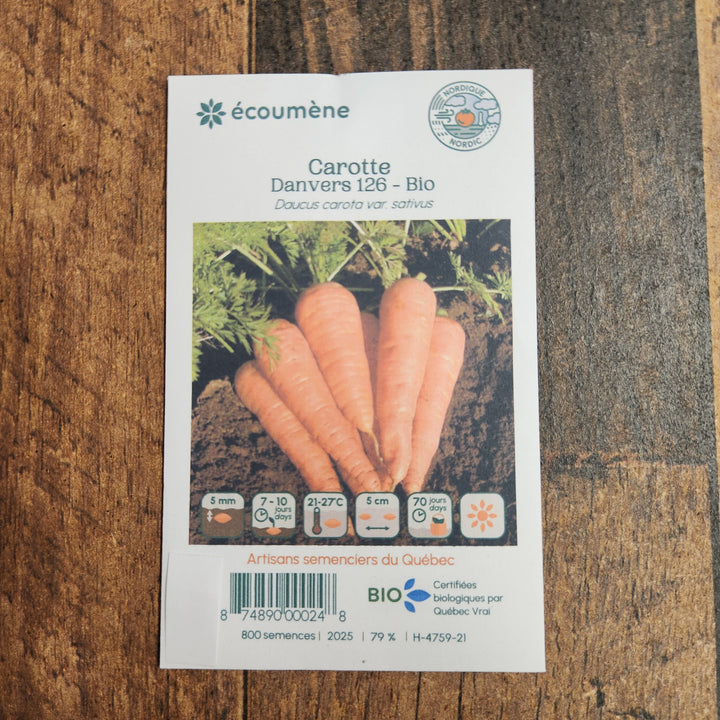 écoumène
NORDIQUE
NORDIC
Carotte
Danvers 126 - Bio
Daucus carota var. sativus
5 mm
7 - 10
jours
days
21-27°C
5 cm
70 jours
days
Artisans semenciers du Québec
8 74890 00024 8
BIO
Certifiées
biologiques par
Québec Vrai
800 semences | 2025 | 79 % | H-4759-21